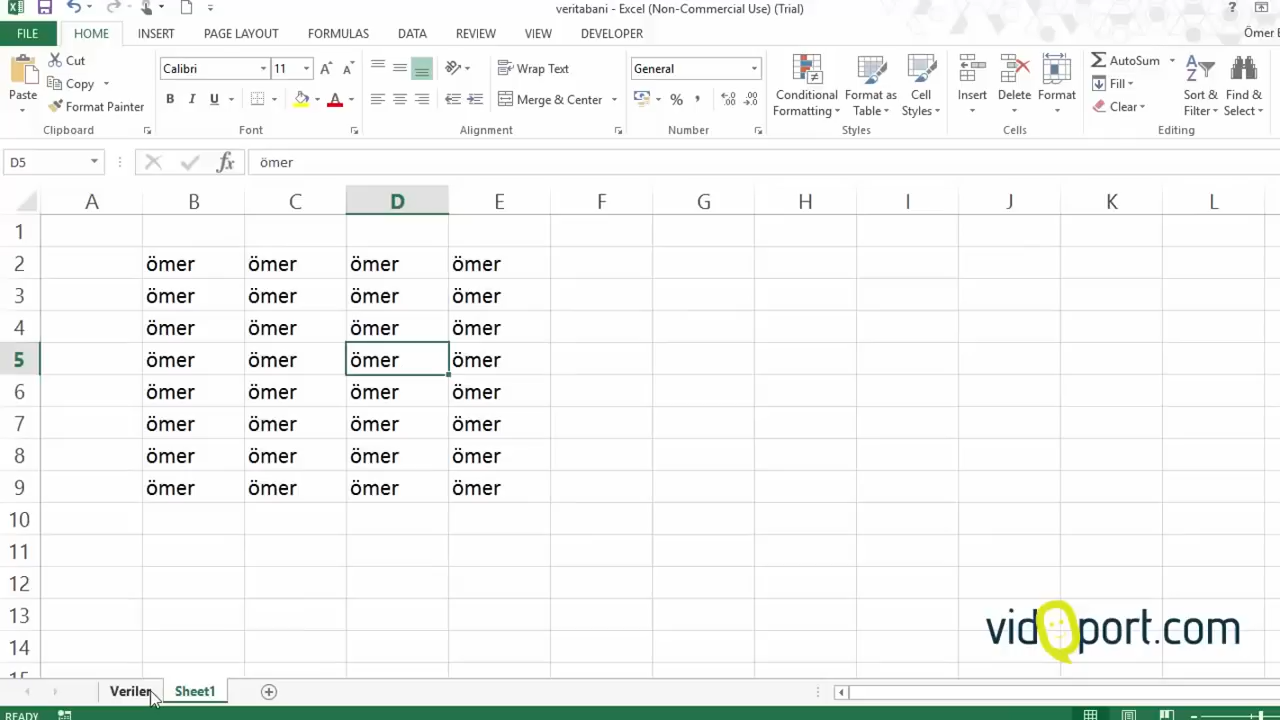 veritabani - Excel (Non-Commercial Use) (Trial)
?
FILE HOME INSERT PAGE LAYOUT FORMULAS DATA REVIEW VIEW DEVELOPER Ömer
Paste Cut Copy Format Painter
Clipboard
Calibri 11
B I U
Font
Wrap Text
Merge & Center
Alignment
General
%
Number
Conditional Formatting
Format as Table
Cell Styles
Styles
Insert Delete Format
Cells
AutoSum
Fill
Clear
Sort & Filter
Find & Select
Editing
D5 fx ömer
A B C D E F G H I J K L
1
2 ömer ömer ömer ömer
3 ömer ömer ömer ömer
4 ömer ömer ömer ömer
5 ömer ömer ömer ömer
6 ömer ömer ömer ömer
7 ömer ömer ömer ömer
8 ömer ömer ömer ömer
9 ömer ömer ömer ömer
10
11
12
13
14
15
vidoport.com
Veriler Sheet1
READY